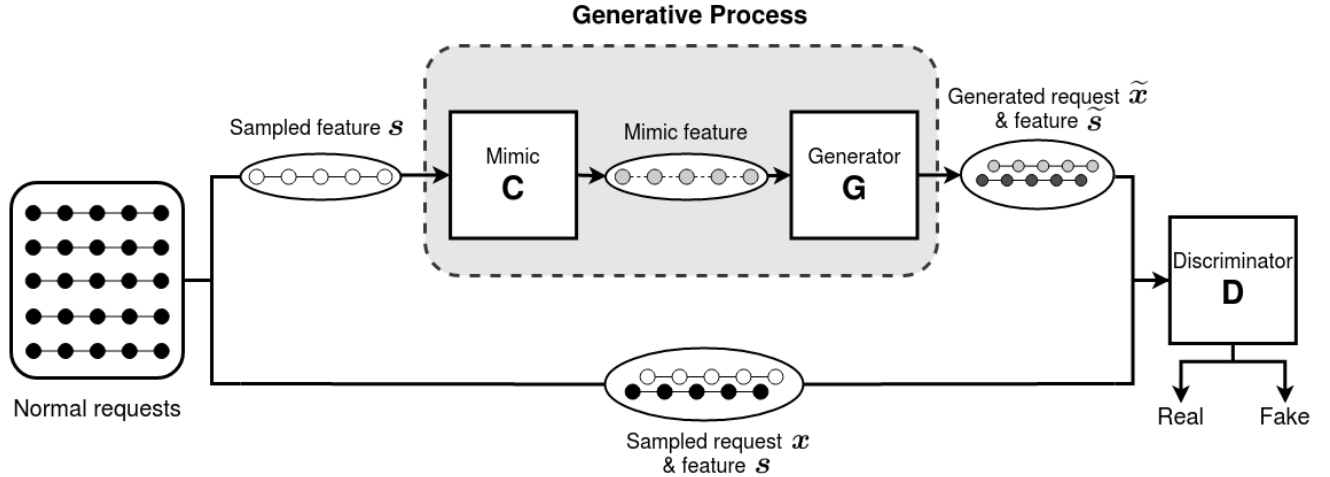 Generative Process
Sampled feature s
Mimic
C
Mimic feature
Generator
G
Generated request x̃
& feature s̃
Normal requests
Discriminator
D
Real
Fake
Sampled request x
& feature s